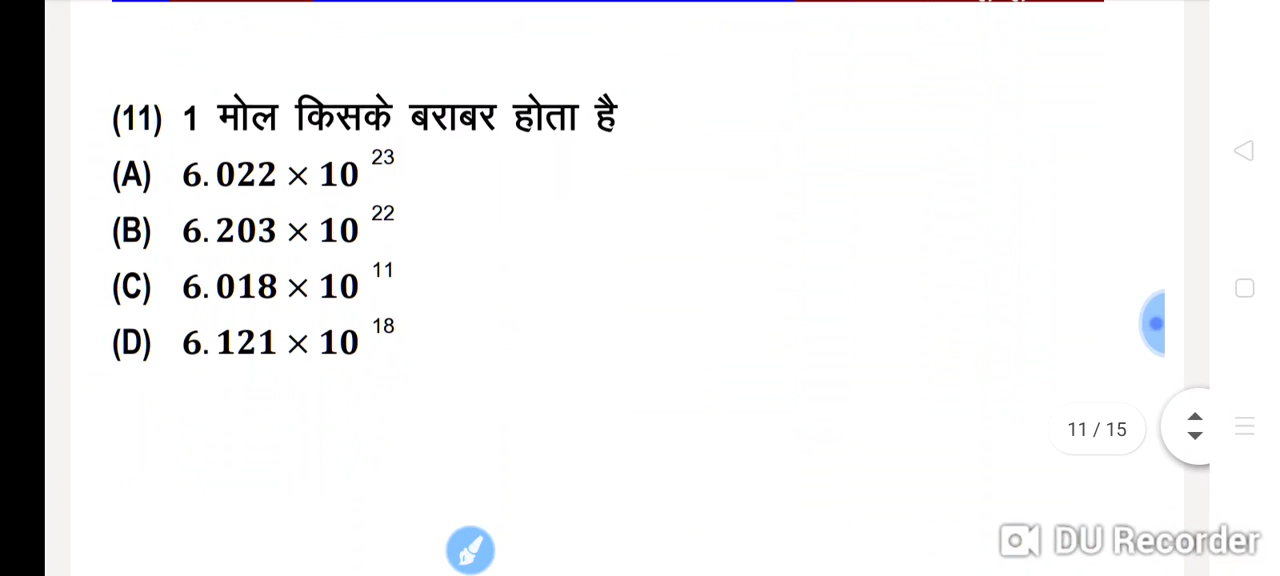 (11) 1 मोल किसके बराबर होता है
(A) 6.022 × 10 23
(B) 6.203 × 10 22
(C) 6.018 × 10 11
(D) 6.121 × 10 18
11 / 15
DU Recorder